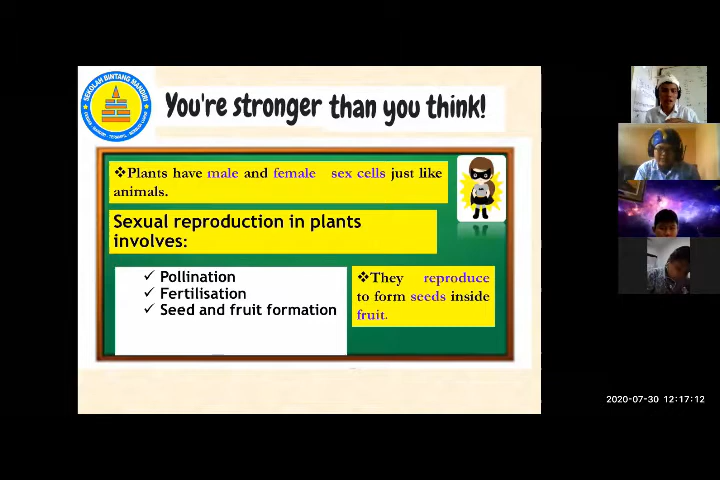 SEKOLAH BINTANG MANDIRI
You're stronger than you think!
❖Plants have male and female sex cells just like
animals.
Sexual reproduction in plants
involves:
✓ Pollination
✓ Fertilisation
✓ Seed and fruit formation
❖They reproduce
to form seeds inside
fruit.
2020-07-30 12:17:12